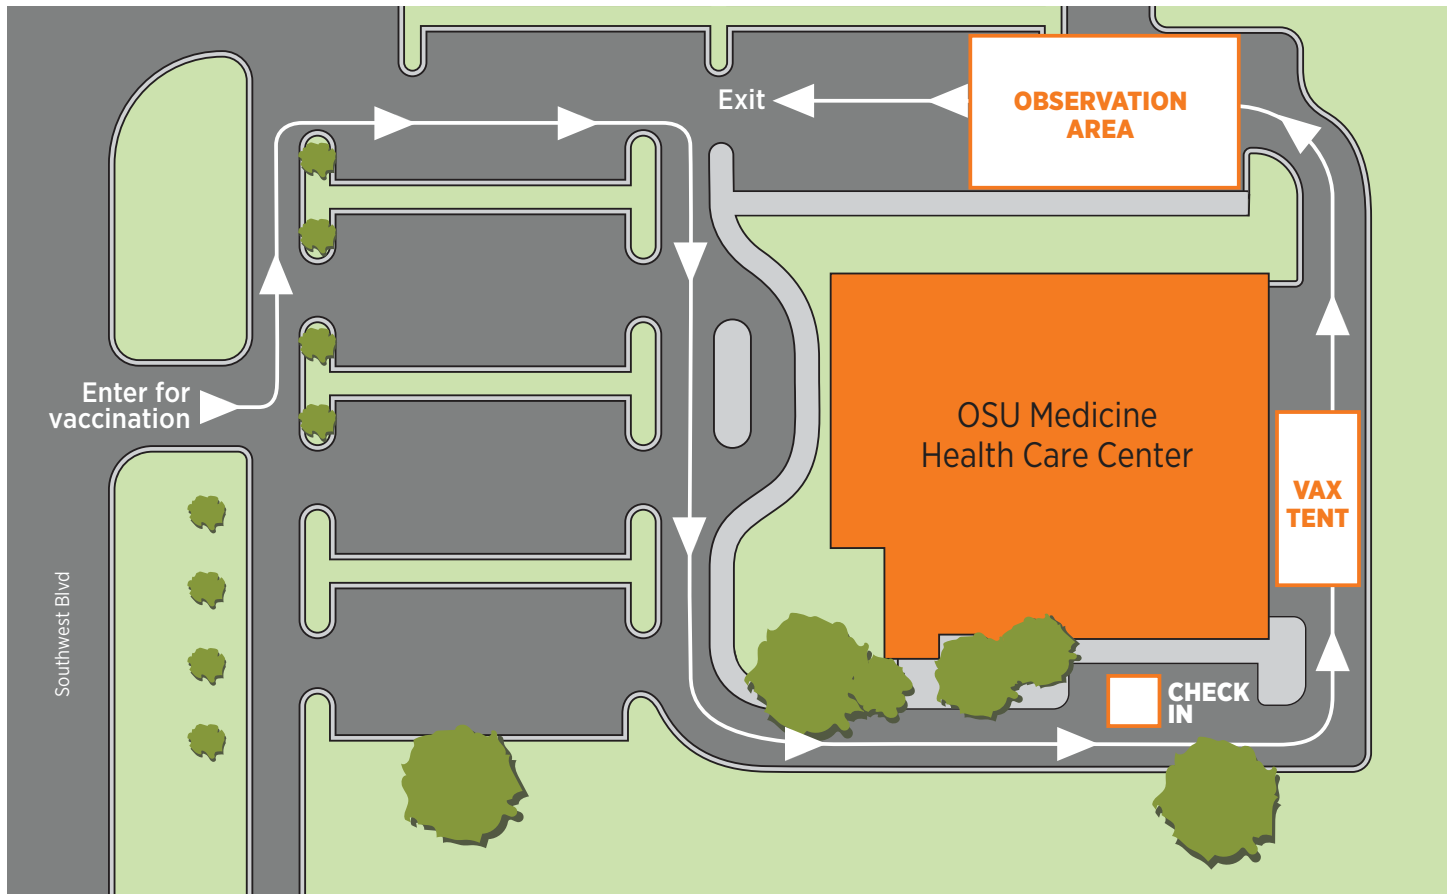 Exit
OBSERVATION
AREA
Enter for
vaccination
OSU Medicine
Health Care Center
VAX
TENT
Southwest Blvd
CHECK
IN